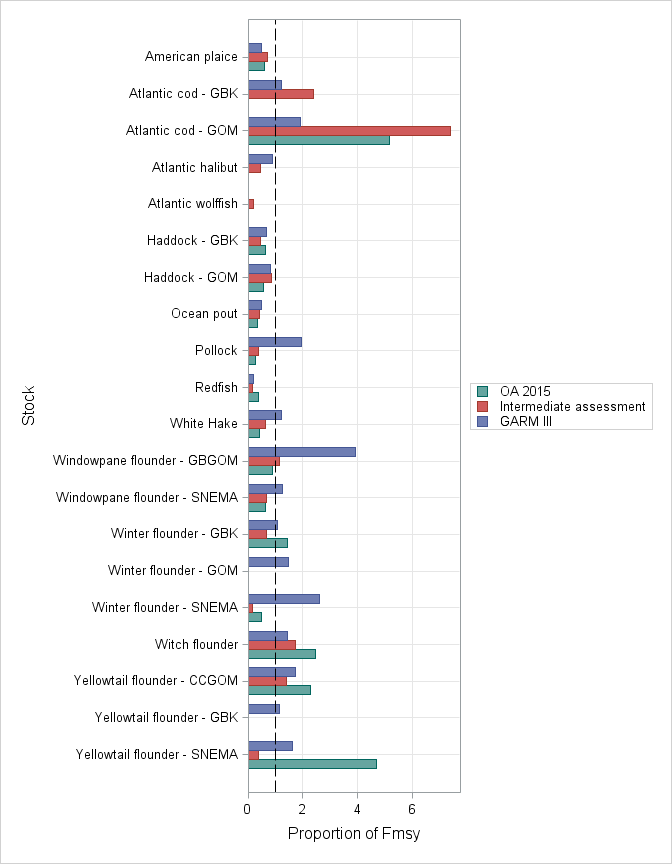 American plaice
Atlantic cod - GBK
Atlantic cod - GOM
Atlantic halibut
Atlantic wolffish
Haddock - GBK
Haddock - GOM
Ocean pout
Pollock
Redfish
White Hake
Windowpane flounder - GBGOM
Windowpane flounder - SNEMA
Winter flounder - GBK
Winter flounder - GOM
Winter flounder - SNEMA
Witch flounder
Yellowtail flounder - CCGOM
Yellowtail flounder - GBK
Yellowtail flounder - SNEMA
Stock
0 2 4 6
Proportion of Fmsy
OA 2015
Intermediate assessment
GARM III